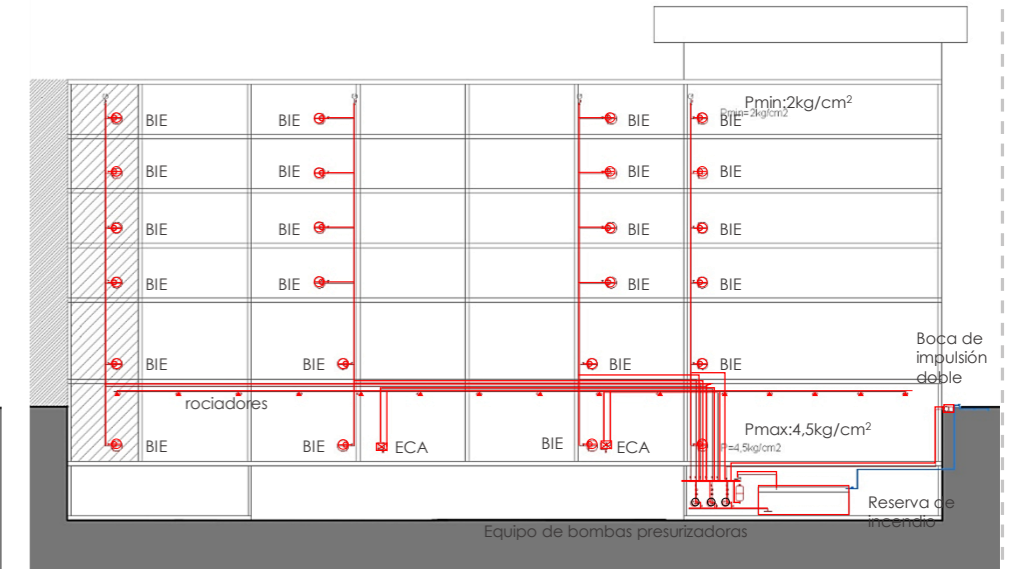 Pmin:2kg/cm²
Pmin=2kg/cm2
BIE BIE BIE BIE
BIE BIE BIE BIE
BIE BIE BIE BIE
BIE BIE BIE BIE
Boca de
impulsión
doble
BIE BIE BIE BIE
rociadores
Pmax:4,5kg/cm²
BIE BIE ECA BIE ECA
=4,5kg/cm2
Reserva de
incendio
Equipo de bombas presurizadoras